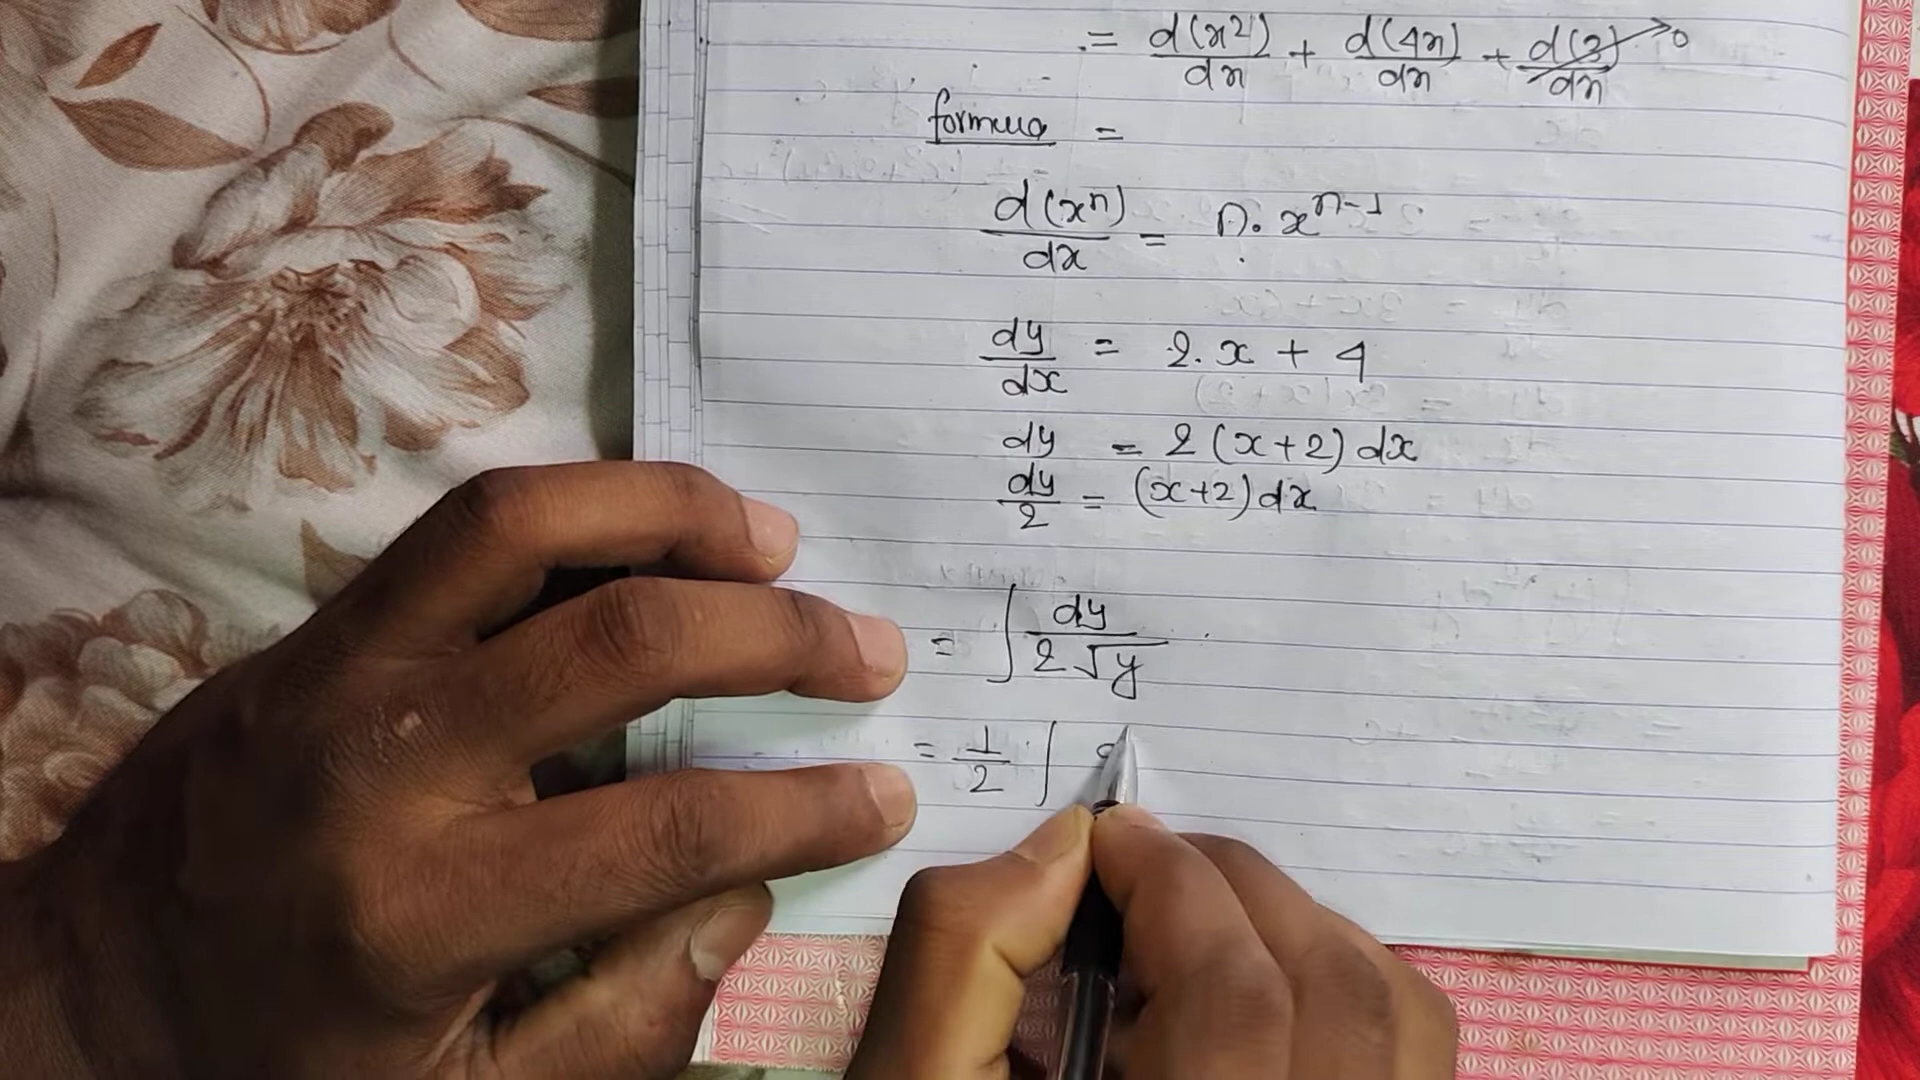 = d(x²)/dx + d(4x)/dx + d(3)/dx → 0
formula =
d(xⁿ)/dx = n. xⁿ⁻¹
dy/dx = 2. x + 4
dy = 2 (x+2) dx
dy/2 = (x+2) dx
= ∫ dy/2√y
= 1/2 ∫